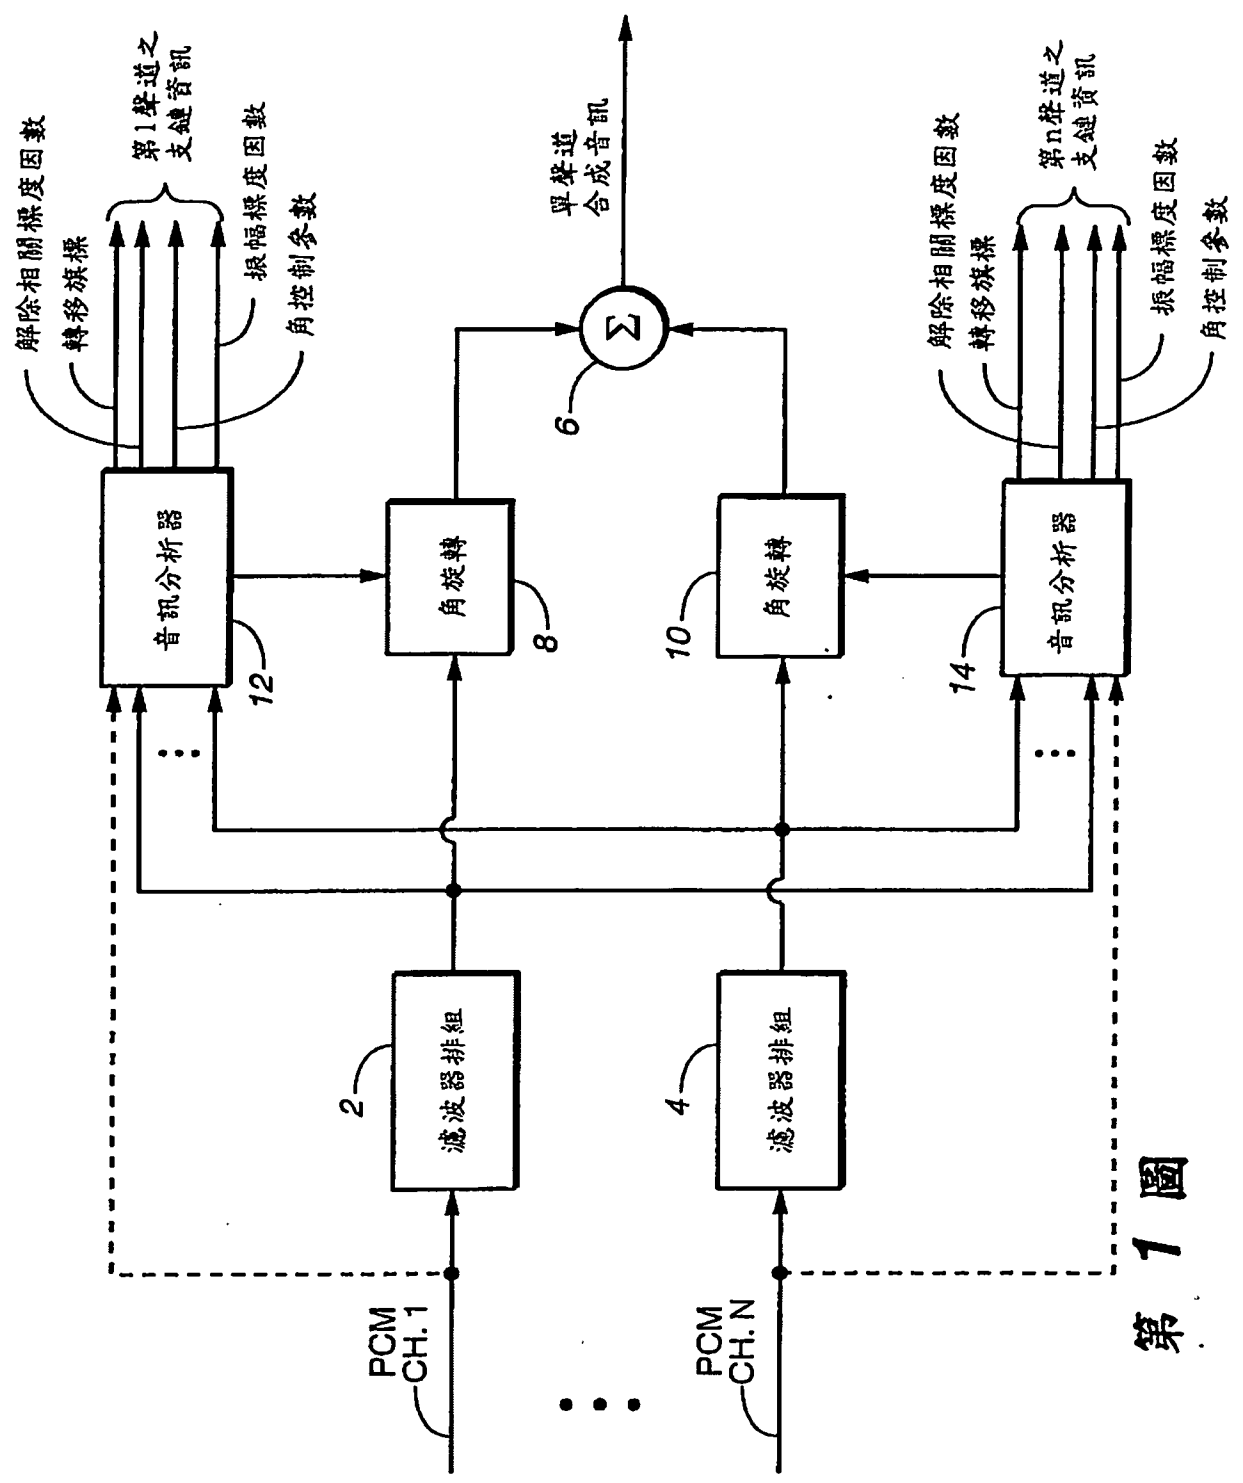 解除相關標度因數
轉移旗標
第1聲道之
支鏈資訊
振幅標度因數
角控制參數
音訊分析器
12
角旋轉
8
單聲道
合成音訊
Σ
6
角旋轉
10
音訊分析器
14
解除相關標度因數
轉移旗標
第n聲道之
支鏈資訊
振幅標度因數
角控制參數
濾波器排組
2
濾波器排組
4
PCM
CH. 1
PCM
CH. N
第 1 圖